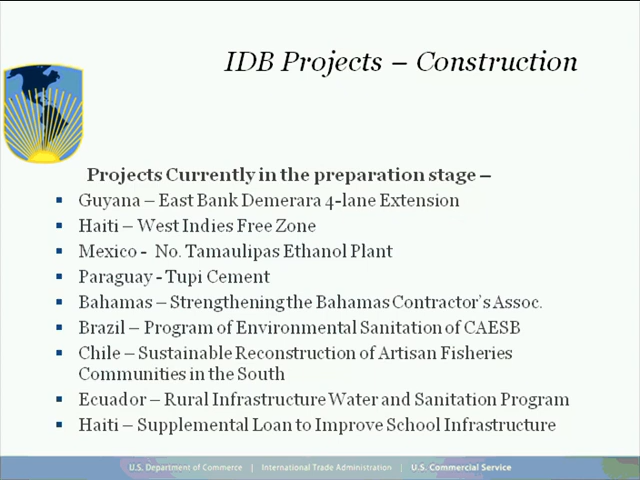 IDB Projects – Construction
Projects Currently in the preparation stage –
▪ Guyana – East Bank Demerara 4-lane Extension
▪ Haiti – West Indies Free Zone
▪ Mexico - No. Tamaulipas Ethanol Plant
▪ Paraguay - Tupi Cement
▪ Bahamas – Strengthening the Bahamas Contractor's Assoc.
▪ Brazil – Program of Environmental Sanitation of CAESB
▪ Chile – Sustainable Reconstruction of Artisan Fisheries
Communities in the South
▪ Ecuador – Rural Infrastructure Water and Sanitation Program
▪ Haiti – Supplemental Loan to Improve School Infrastructure
U.S. Department of Commerce | International Trade Administration | U.S. Commercial Service